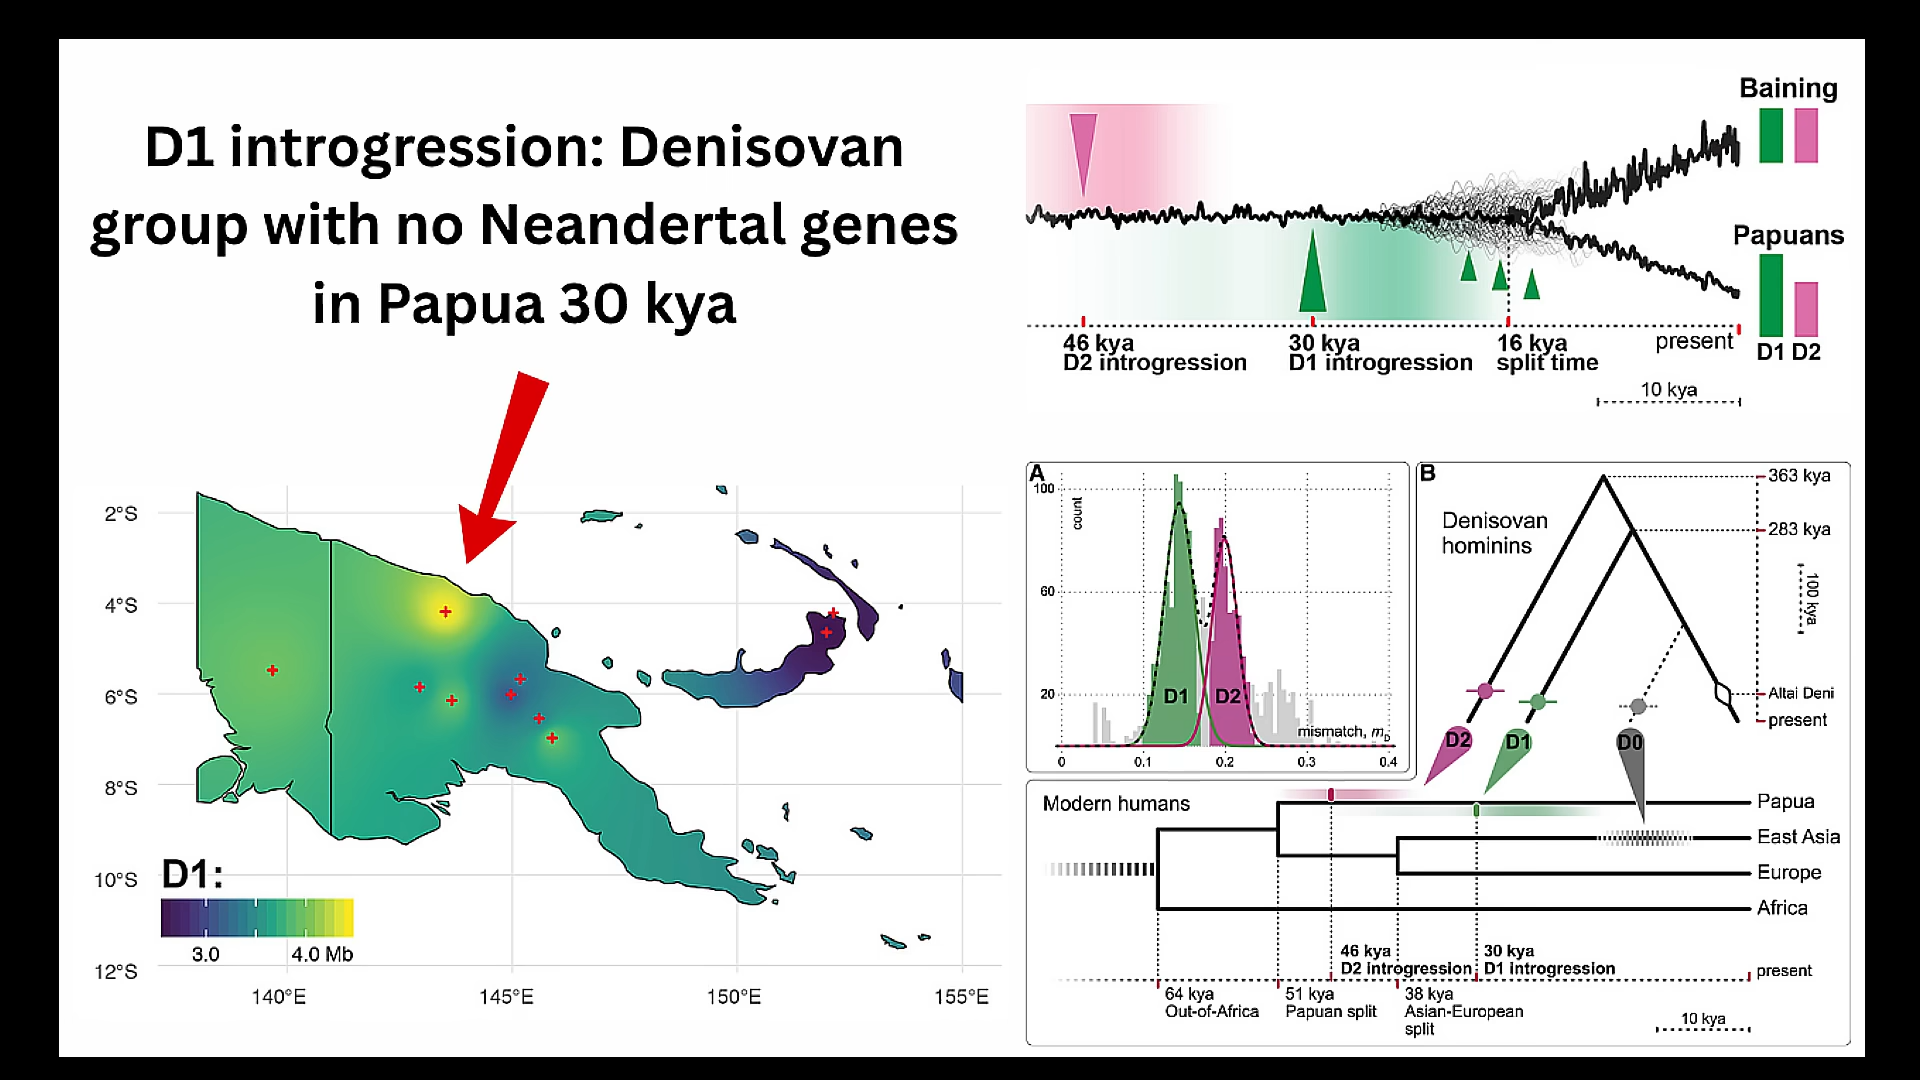 D1 introgression: Denisovan
group with no Neandertal genes
in Papua 30 kya
2°S
4°S
6°S
8°S
10°S
12°S
140°E
145°E
150°E
155°E
D1:
3.0
4.0 Mb
Baining
Papuans
D1 D2
46 kya
D2 introgression
30 kya
D1 introgression
16 kya
split time
present
10 kya
A
100
60
20
count
D1
D2
mismatch, mb
0
0.1
0.2
0.3
0.4
B
Denisovan
hominins
363 kya
283 kya
100 kya
Altai Deni
present
D2
D1
D0
Modern humans
Papua
East Asia
Europe
Africa
46 kya
D2 introgression
30 kya
D1 introgression
present
64 kya
Out-of-Africa
51 kya
Papuan split
38 kya
Asian-European
split
10 kya